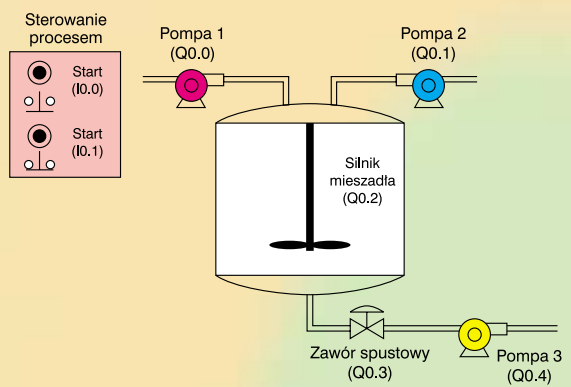 Sterowanie
procesem
Start
(I0.0)
Start
(I0.1)
Pompa 1
(Q0.0)
Pompa 2
(Q0.1)
Silnik
mieszadła
(Q0.2)
Zawór spustowy
(Q0.3)
Pompa 3
(Q0.4)